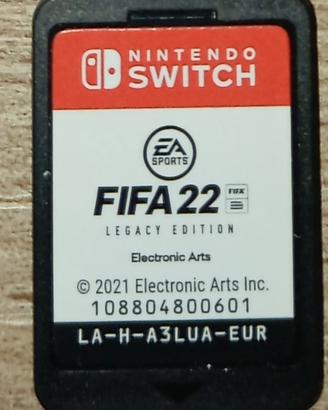 NINTENDO
SWITCH
EA
SPORTS
FIFA 22 FIFA
LEGACY EDITION
Electronic Arts
© 2021 Electronic Arts Inc.
108804800601
LA-H-A3LUA-EUR